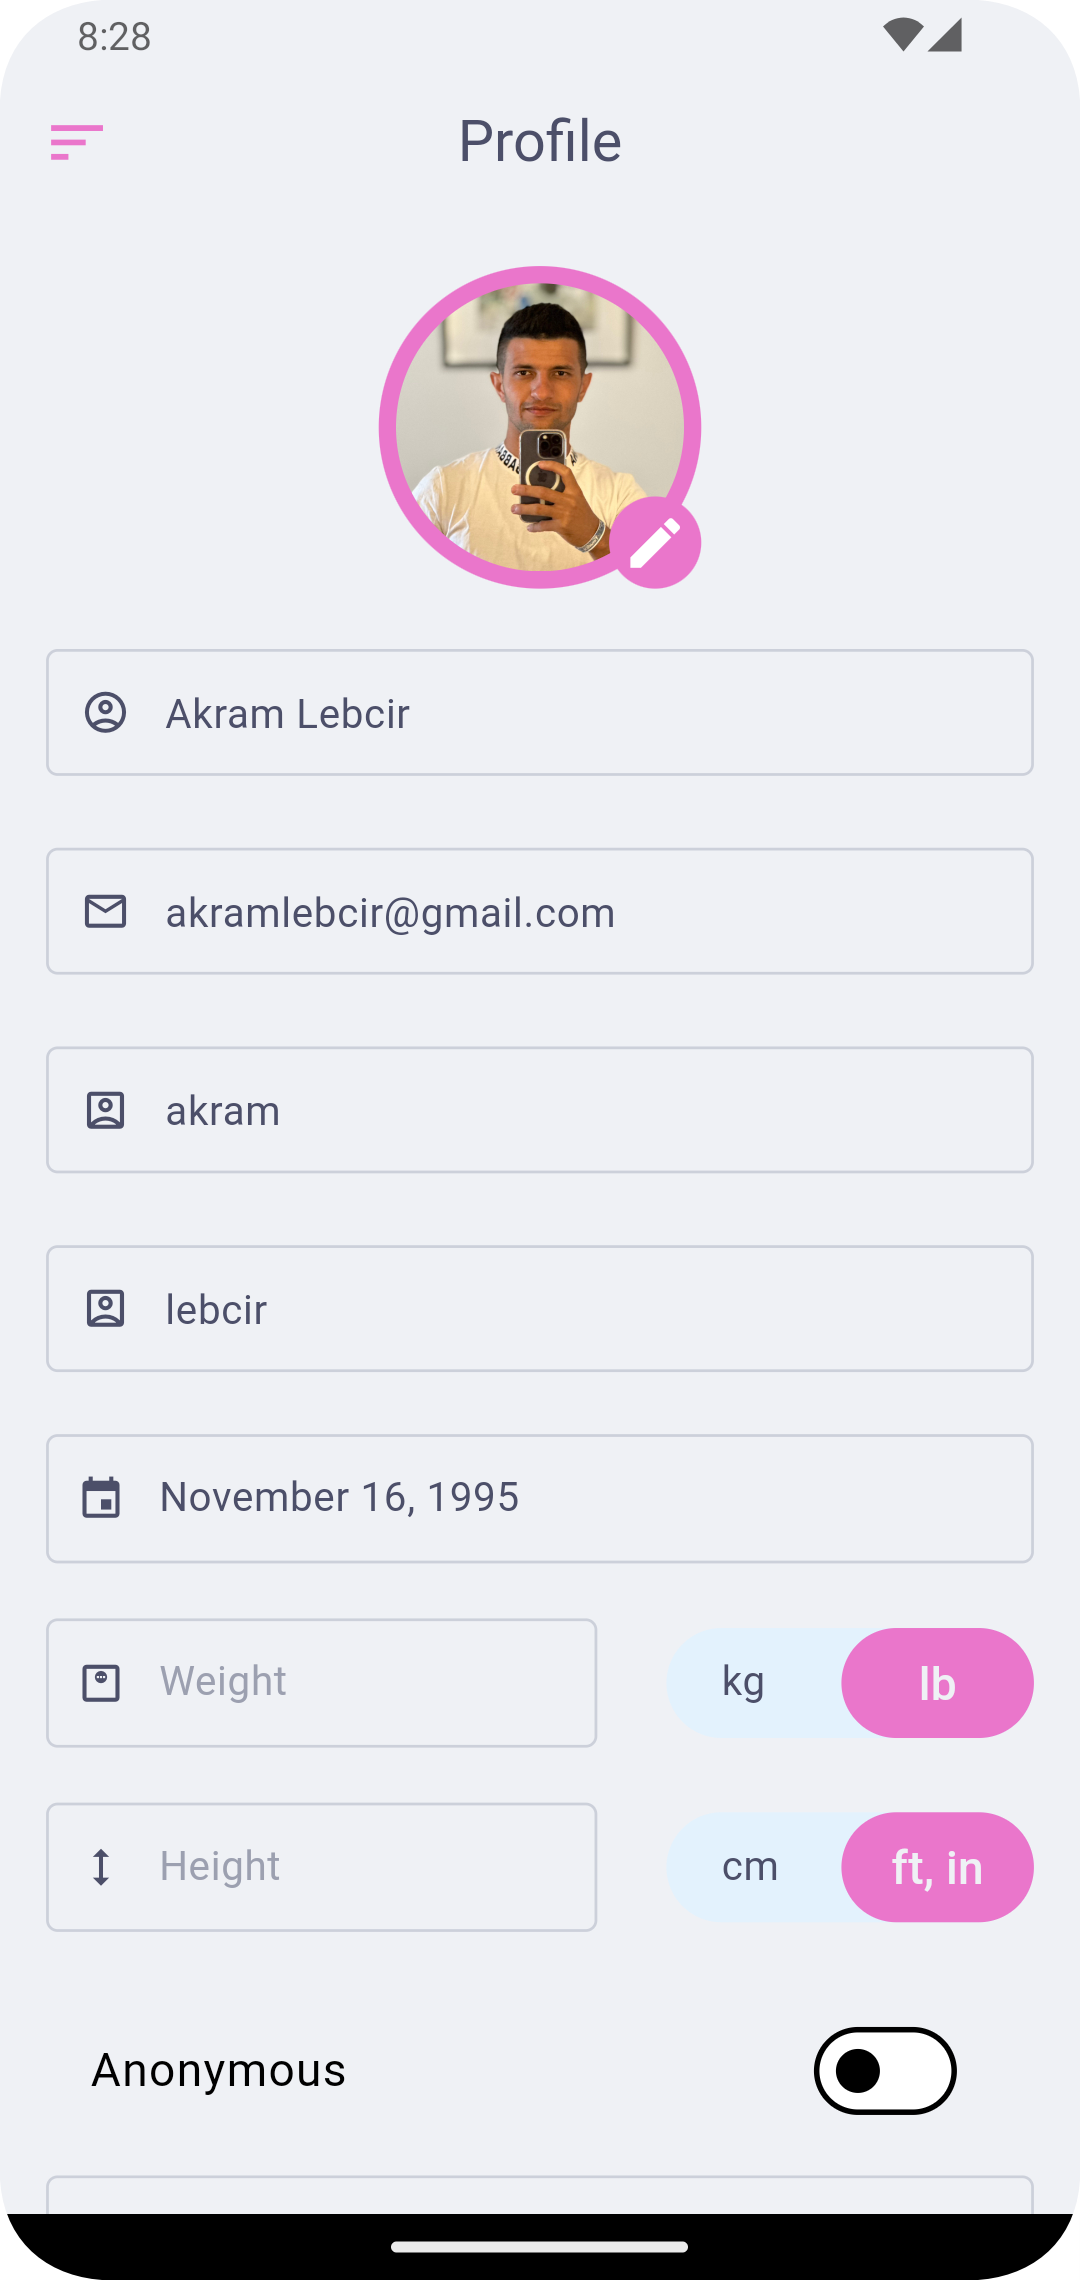 8:28
Profile
Akram Lebcir
akramlebcir@gmail.com
akram
lebcir
November 16, 1995
Weight
kg
lb
Height
cm
ft, in
Anonymous